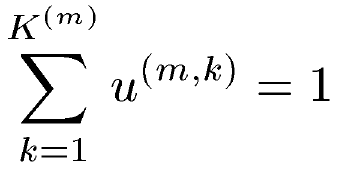 \sum_{k=1}^{K^{(m)}} u^{(m,k)} = 1